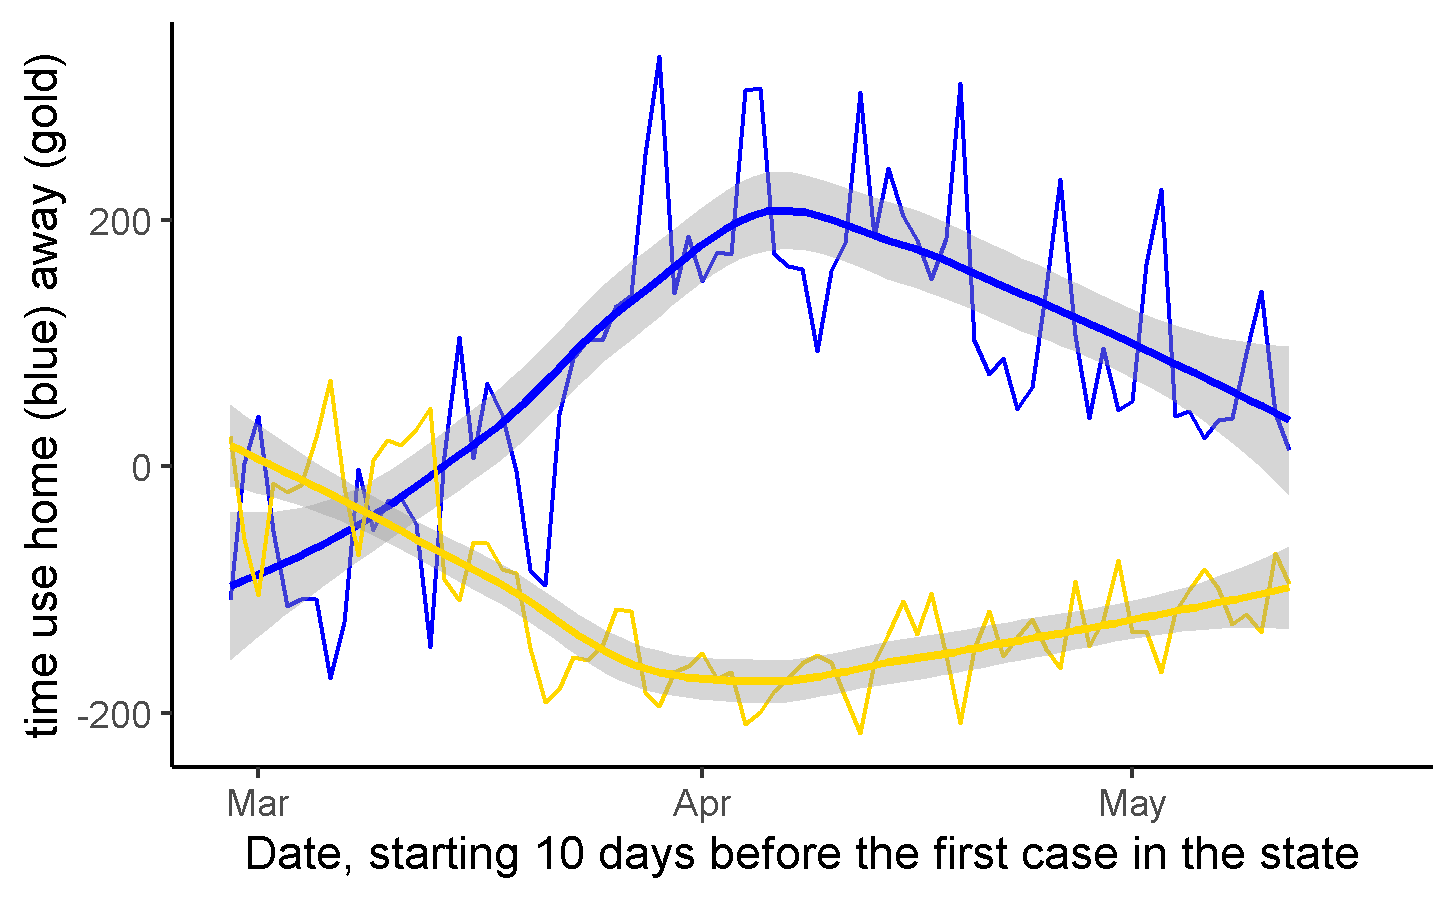 time use home (blue) away (gold)
200
0
-200
Mar Apr May
Date, starting 10 days before the first case in the state